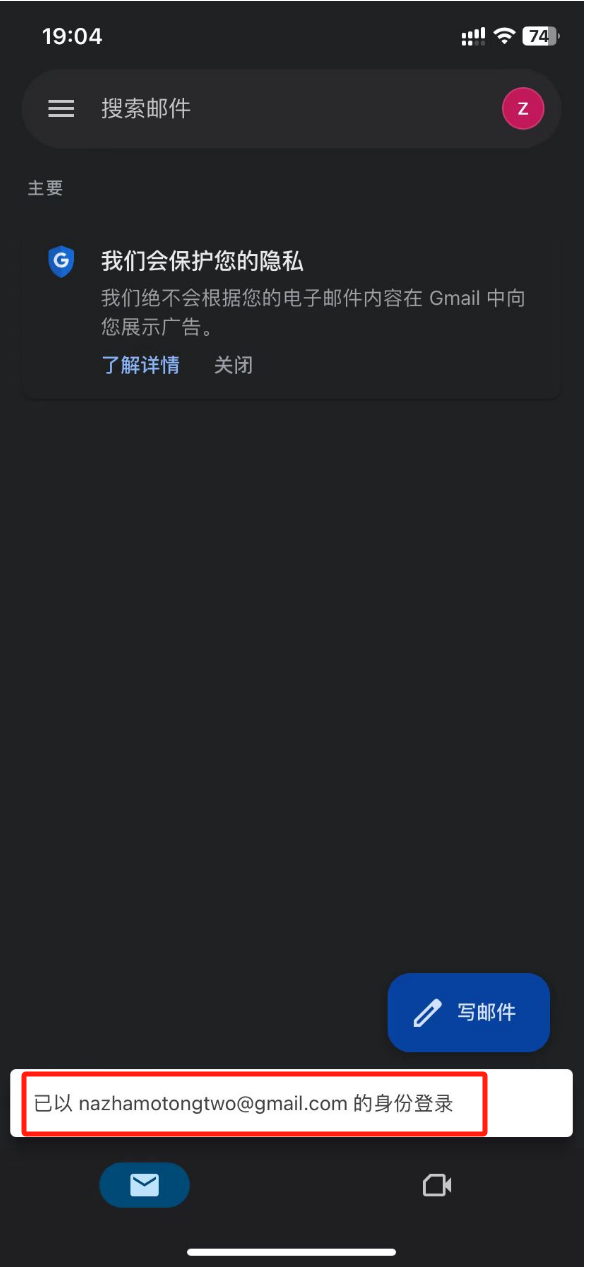 19:04
74
搜索邮件
Z
主要
G
我们会保护您的隐私
我们绝不会根据您的电子邮件内容在 Gmail 中向
您展示广告。
了解详情 关闭
写邮件
已以 nazhamotongtwo@gmail.com 的身份登录